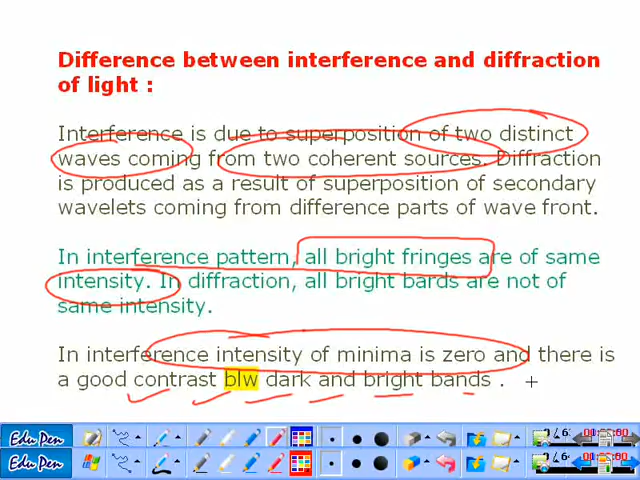 Difference between interference and diffraction
of light :
Interference is due to superposition of two distinct
waves coming from two coherent sources. Diffraction
is produced as a result of superposition of secondary
wavelets coming from difference parts of wave front.
In interference pattern, all bright fringes are of same
intensity. In diffraction, all bright bards are not of
same intensity.
In interference intensity of minima is zero and there is
a good contrast blw dark and bright bands .
Edu Pen
Edu Pen